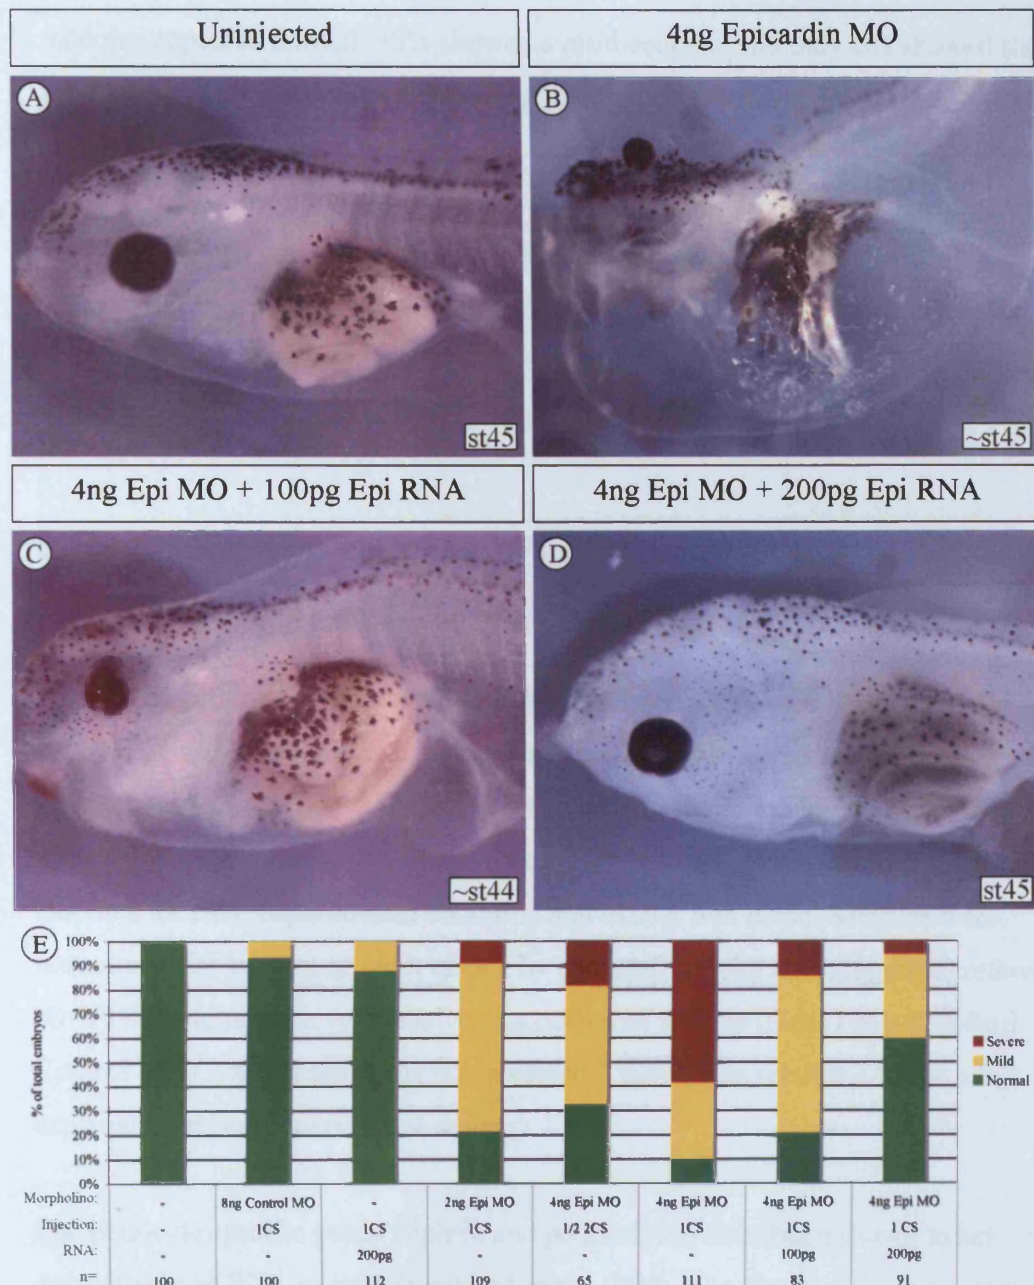 Uninjected
4ng Epicardin MO
A
B
st45
~st45
4ng Epi MO + 100pg Epi RNA
4ng Epi MO + 200pg Epi RNA
C
D
~st44
st45
E
% of total embryos
100%
90%
80%
70%
60%
50%
40%
30%
20%
10%
0%
Severe
Mild
Normal
Morpholino: - 8ng Control MO - 2ng Epi MO 4ng Epi MO 4ng Epi MO 4ng Epi MO 4ng Epi MO
Injection: - 1CS 1CS 1CS 1/2 2CS 1CS 1CS 1 CS
RNA: - - 200pg - - - 100pg 200pg
n= 100 100 112 109 65 111 83 91